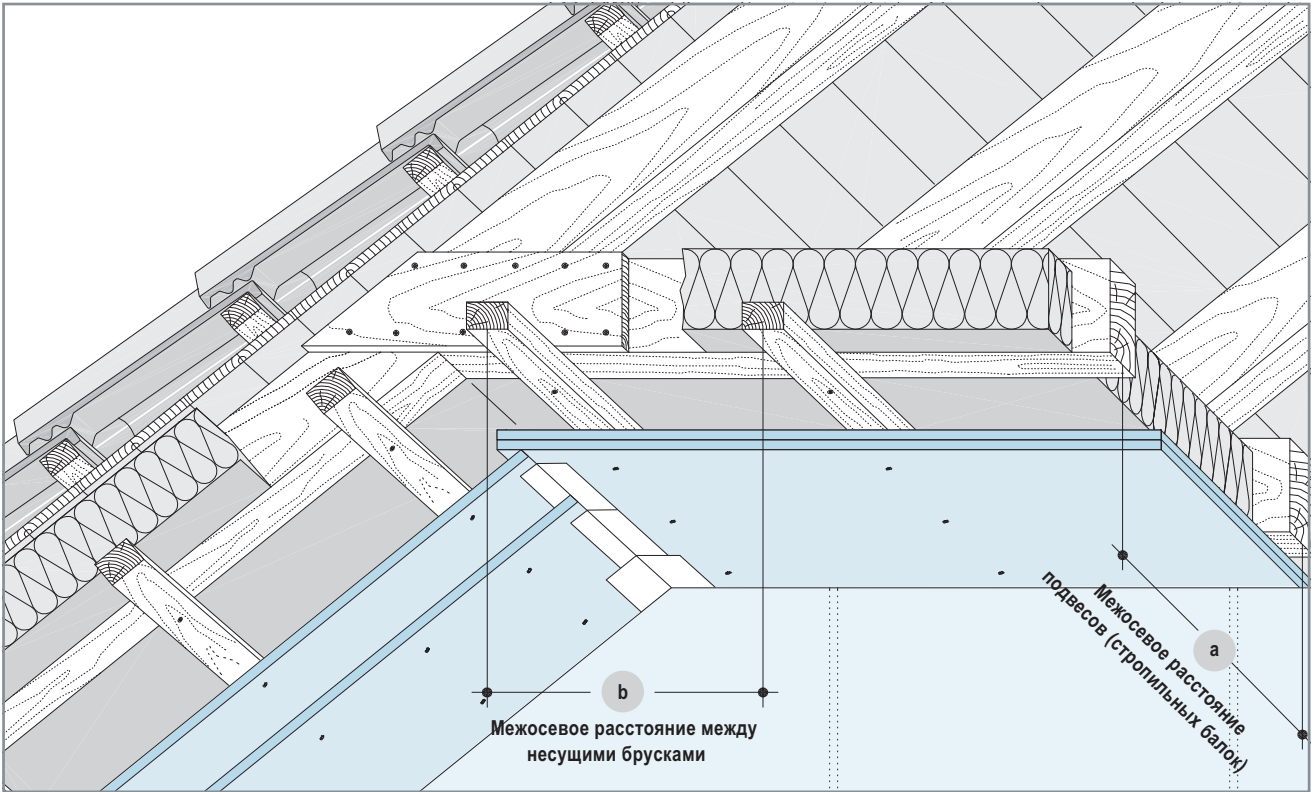 b
Межосевое расстояние между
несущими брусками
a
Межосевое расстояние
подвесов (стропильных балок)